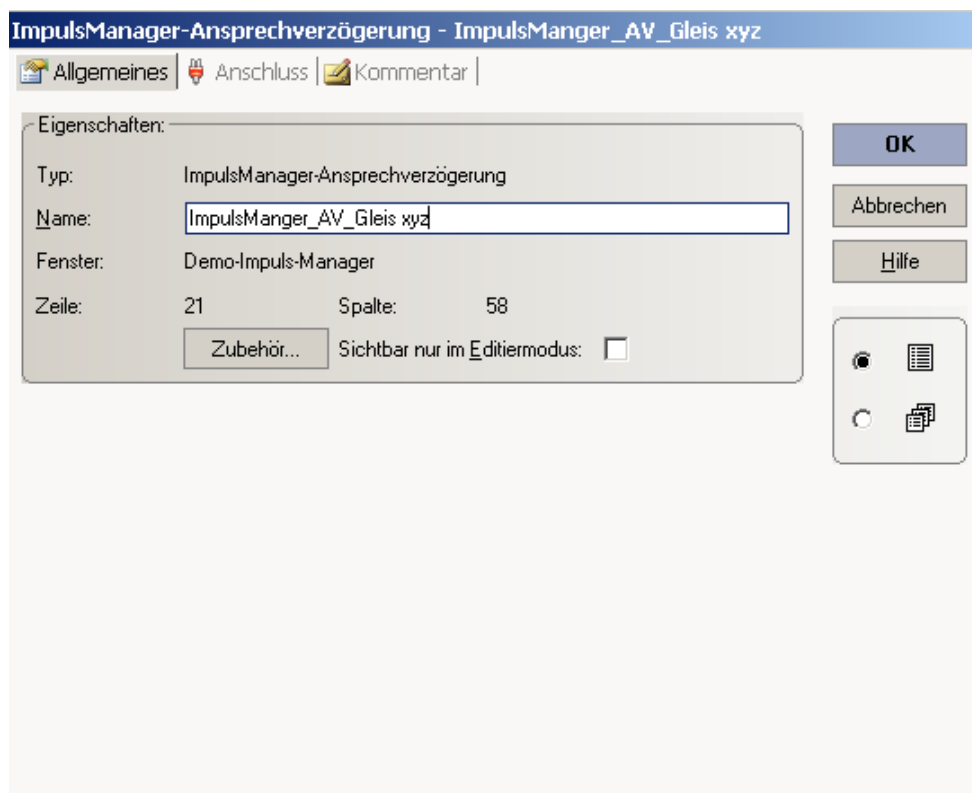 ImpulsManager-Ansprechverzögerung - ImpulsManger_AV_Gleis xyz
Allgemeines Anschluss Kommentar
Eigenschaften:
Typ: ImpulsManager-Ansprechverzögerung
Name: ImpulsManger_AV_Gleis xyz
Fenster: Demo-Impuls-Manager
Zeile: 21 Spalte: 58
Zubehör... Sichtbar nur im Editiermodus:
OK
Abbrechen
Hilfe